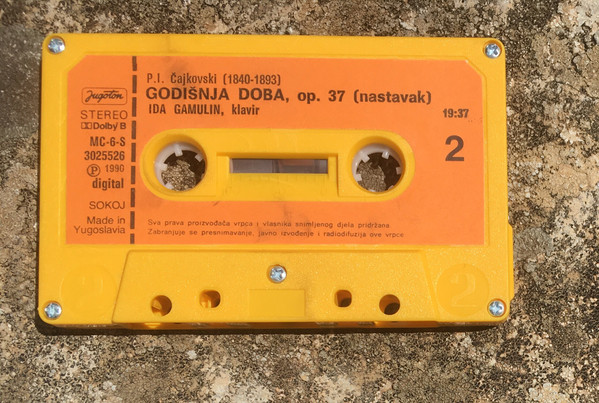 Jugoton
STEREO
Dolby B
MC-6-S
3025526
Ⓟ 1990
digital
SOKOJ
Made in
Yugoslavia
P.I. Čajkovski (1840-1893)
GODIŠNJA DOBA, op. 37 (nastavak)
IDA GAMULIN, klavir
19:37
2
Sva prava proizvođača vrpce i vlasnika snimljenog djela pridržana
Zabranjuje se presnimavanje, javno izvođenje i radiodifuzija ove vrpce
2